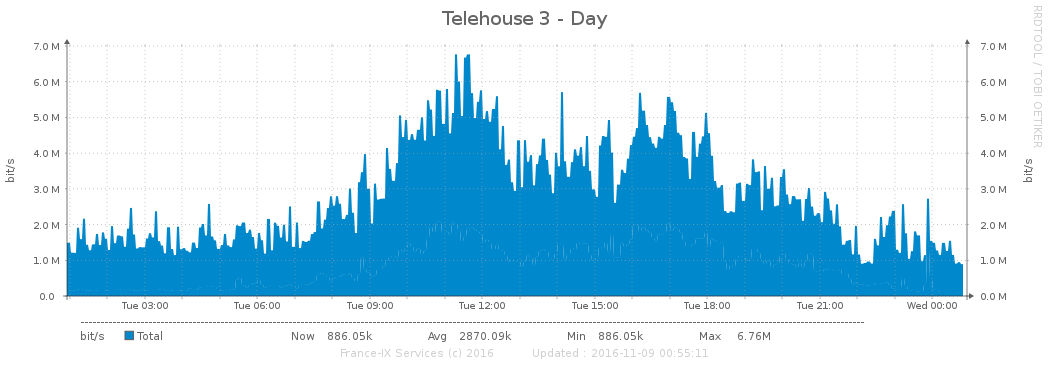 Telehouse 3 - Day
RRDTOOL / TOBI OETIKER
7.0 M 7.0 M
6.0 M 6.0 M
5.0 M 5.0 M
4.0 M 4.0 M
3.0 M 3.0 M
2.0 M 2.0 M
1.0 M 1.0 M
0.0 0.0 M
bit/s bit/s
Tue 03:00 Tue 06:00 Tue 09:00 Tue 12:00 Tue 15:00 Tue 18:00 Tue 21:00 Wed 00:00
bit/s Total Now 886.05k Avg 2870.09k Min 886.05k Max 6.76M
France-IX Services (c) 2016 Updated : 2016-11-09 00:55:11